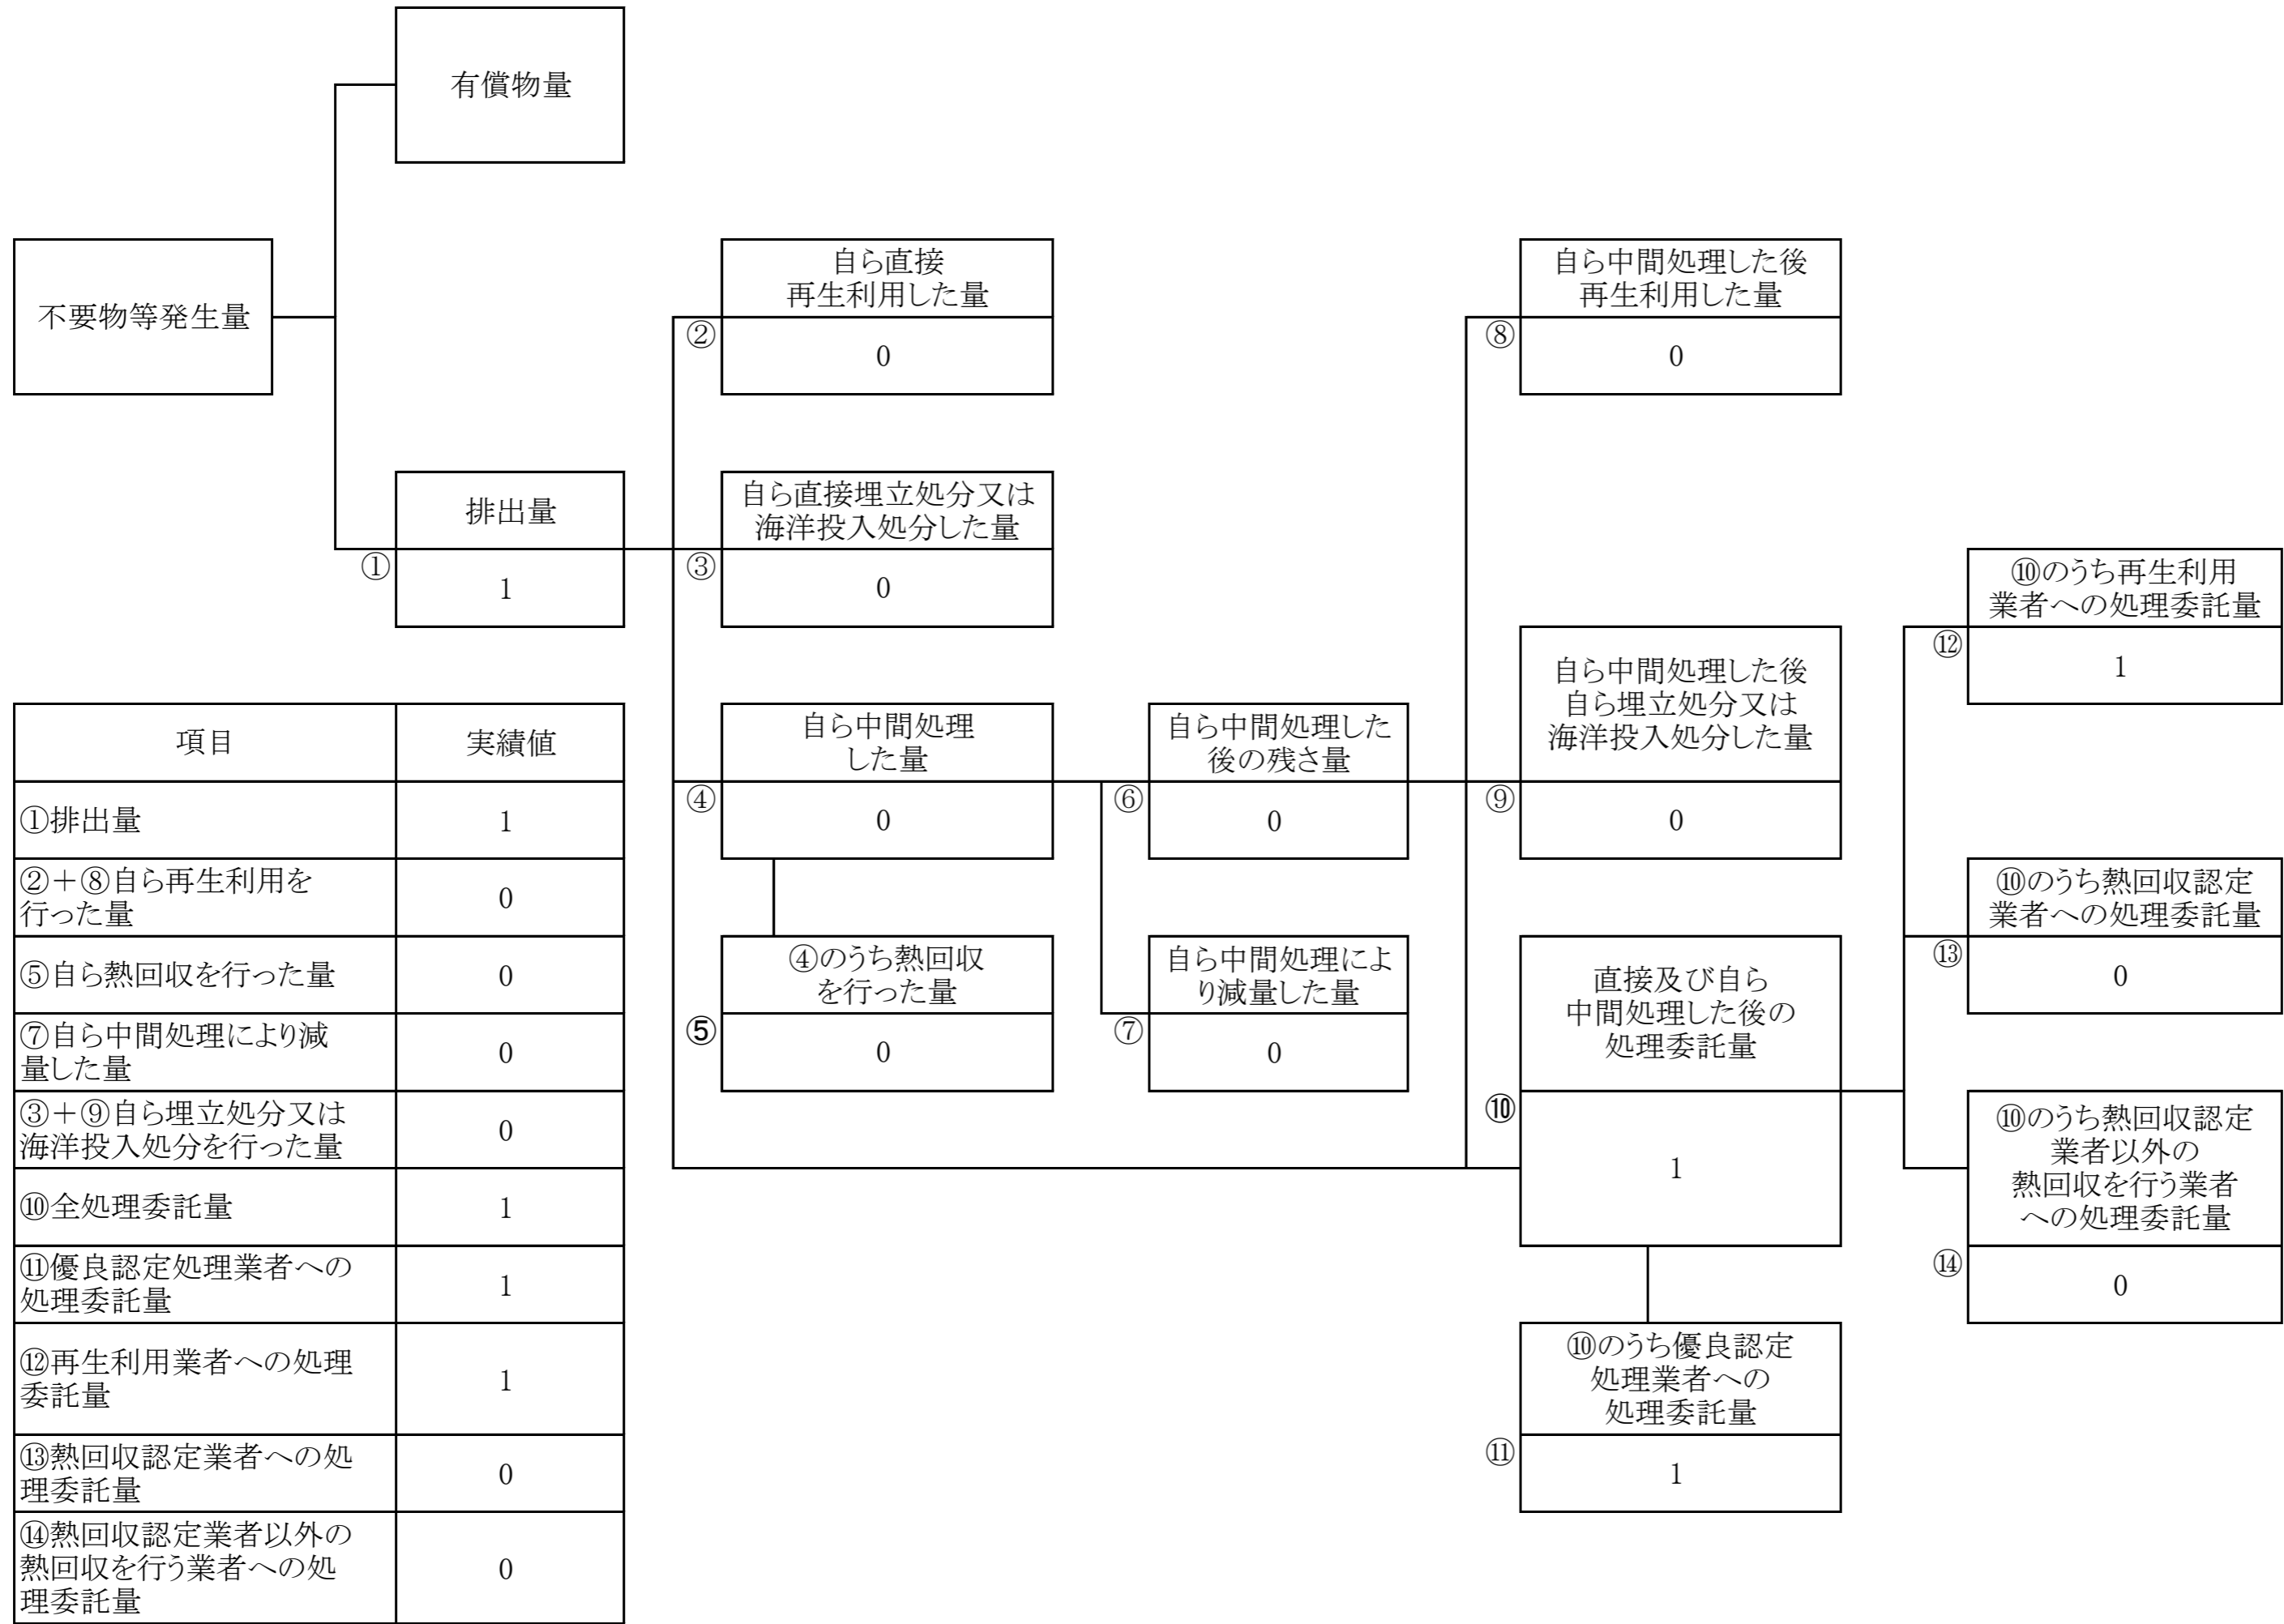 有償物量
不要物等発生量
自ら直接
再生利用した量
②
0
自ら中間処理した後
再生利用した量
⑧
0
排出量
①
1
自ら直接埋立処分又は
海洋投入処分した量
③
0
⑩のうち再生利用
業者への処理委託量
⑫
1
自ら中間処理
した量
④
0
自ら中間処理した
後の残さ量
⑥
0
自ら中間処理した後
自ら埋立処分又は
海洋投入処分した量
⑨
0
⑩のうち熱回収認定
業者への処理委託量
⑬
0
④のうち熱回収
を行った量
⑤
0
自ら中間処理によ
り減量した量
⑦
0
直接及び自ら
中間処理した後の
処理委託量
⑩
1
⑩のうち熱回収認定
業者以外の
熱回収を行う業者
への処理委託量
⑭
0
⑩のうち優良認定
処理業者への
処理委託量
⑪
1
項目 実績値
①排出量 1
②+⑧自ら再生利用を
行った量 0
⑤自ら熱回収を行った量 0
⑦自ら中間処理により減
量した量 0
③+⑨自ら埋立処分又は
海洋投入処分を行った量 0
⑩全処理委託量 1
⑪優良認定処理業者への
処理委託量 1
⑫再生利用業者への処理
委託量 1
⑬熱回収認定業者への処
理委託量 0
⑭熱回収認定業者以外の
熱回収を行う業者への処
理委託量 0